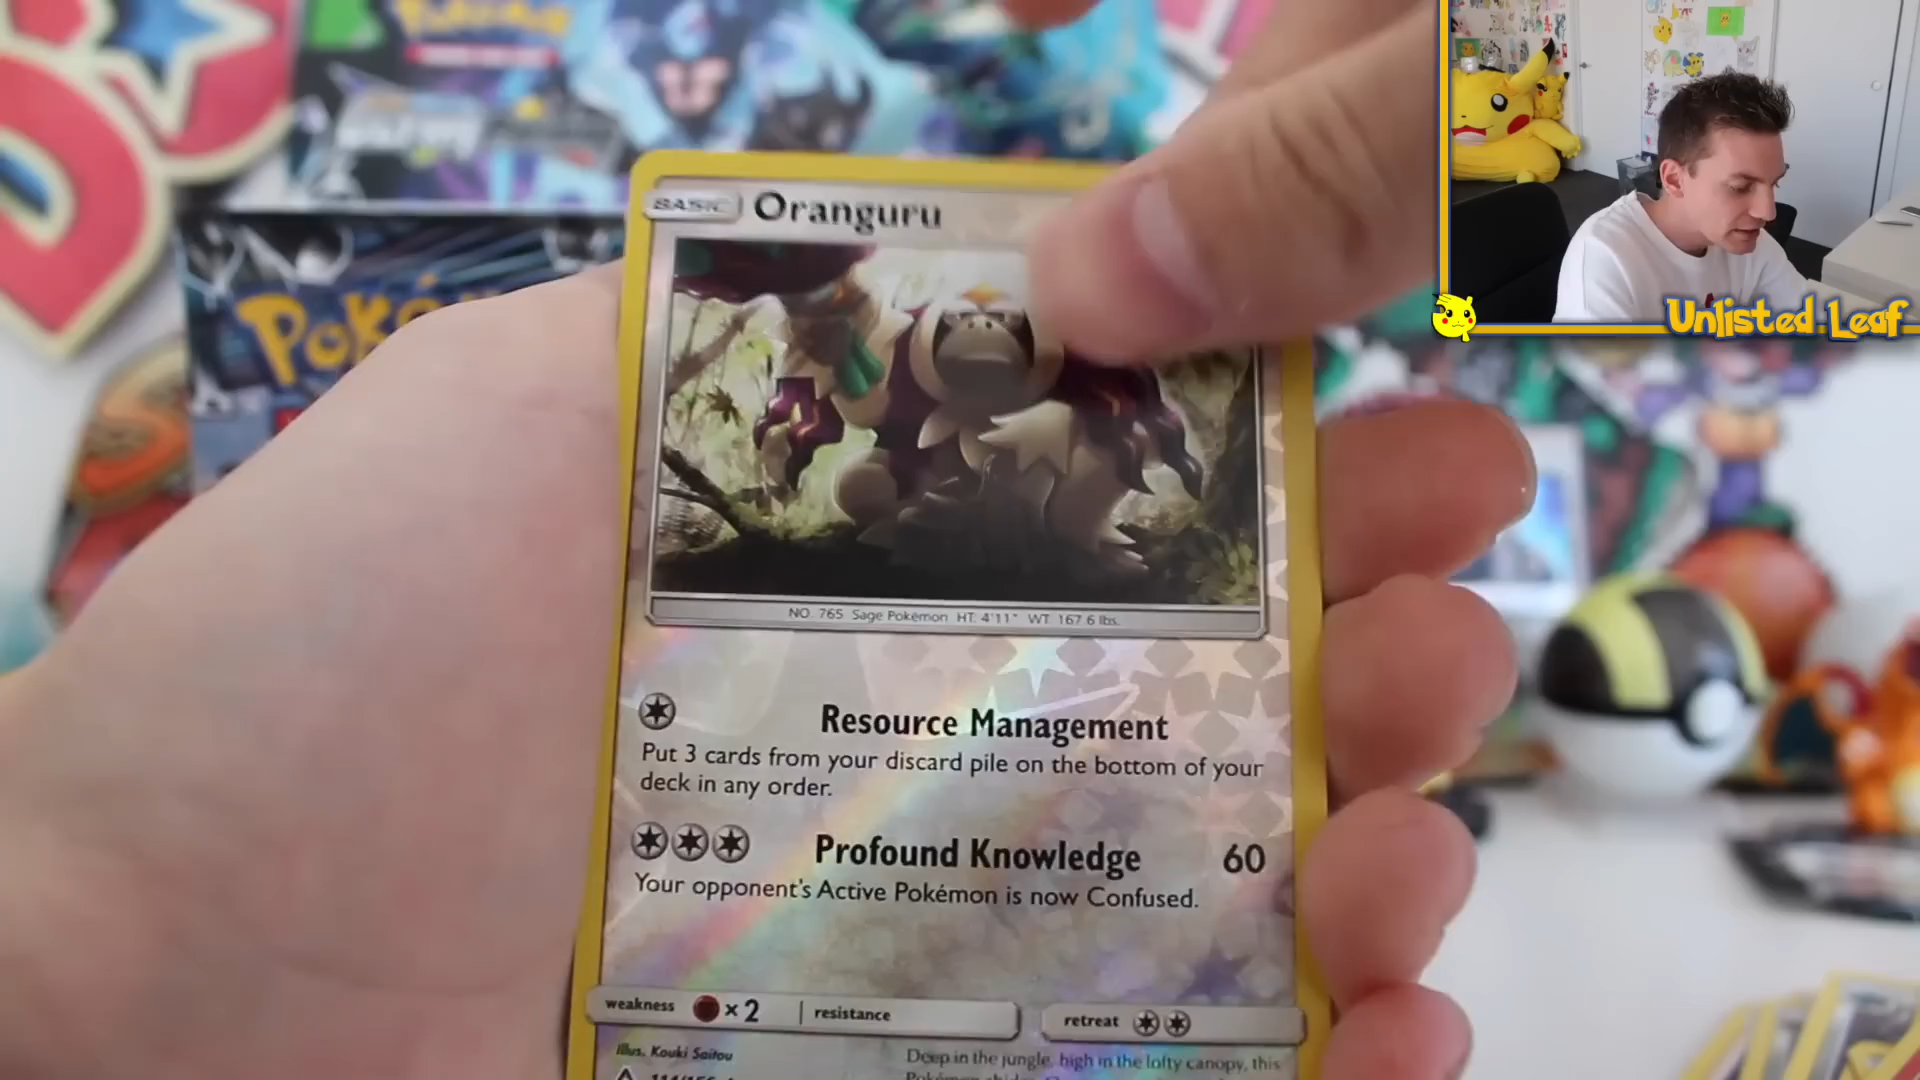 Poké
BASIC Oranguru
Unlisted Leaf
NO. 765 Sage Pokémon HT: 4'11" WT: 167.6 lbs.
Resource Management
Put 3 cards from your discard pile on the bottom of your
deck in any order.
Profound Knowledge 60
Your opponent's Active Pokémon is now Confused.
weakness ×2 resistance retreat
Illus. Kouki Saitou
Deep in the jungle, high in the lofty canopy, this